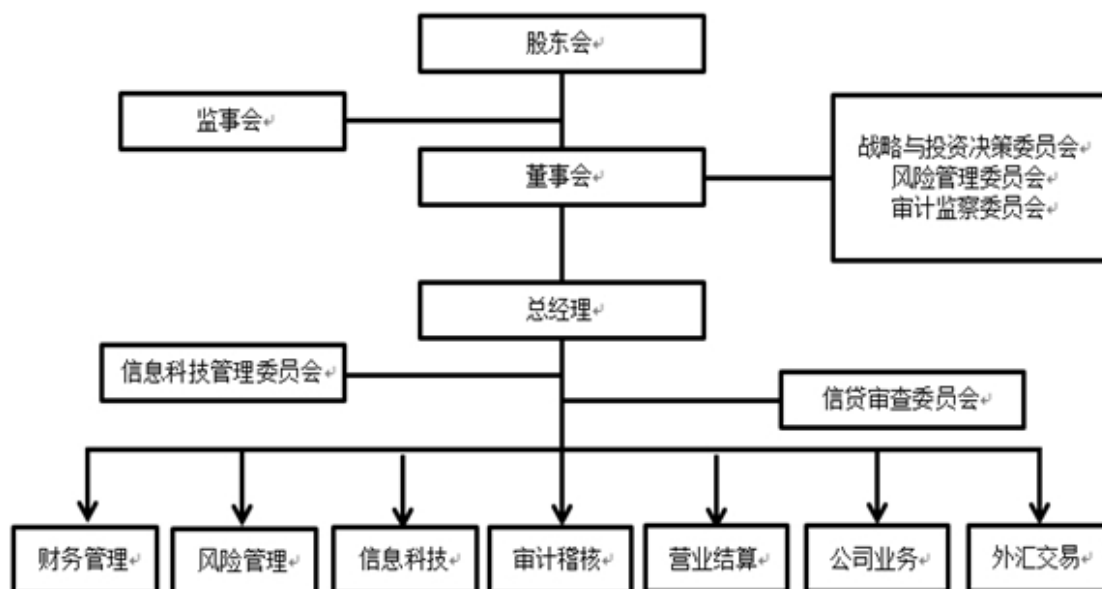 股东会
监事会
战略与投资决策委员会
风险管理委员会
审计监察委员会
董事会
总经理
信息科技管理委员会
信贷审查委员会
财务管理
风险管理
信息科技
审计稽核
营业结算
公司业务
外汇交易